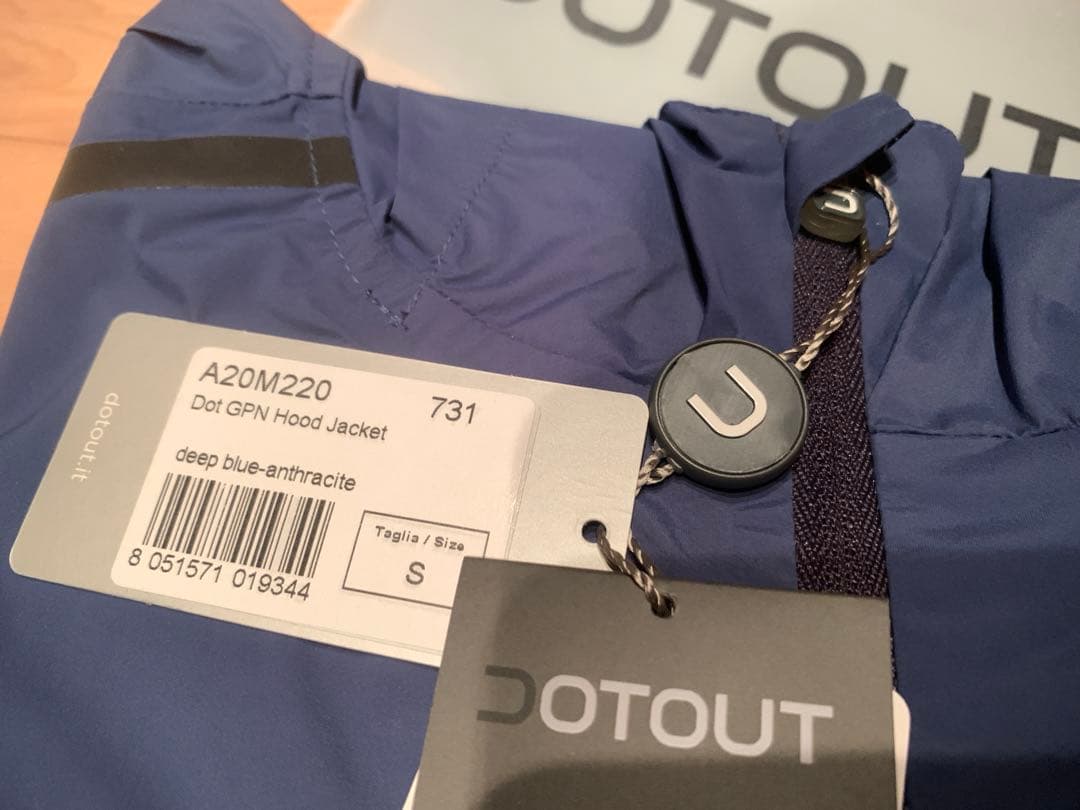 DOTOUT
U
U
A20M220
731
Dot GPN Hood Jacket
deep blue-anthracite
8 051571 019344
Taglia / Size
S
dotout.it
DOTOUT